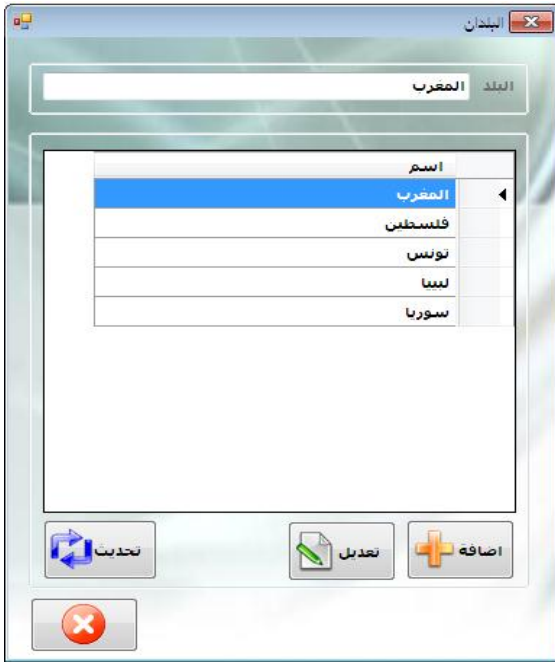 البلدان
البلد المغرب
اسم
المغرب
فلسطين
تونس
ليبيا
سوريا
اضافة تعديل تحديث